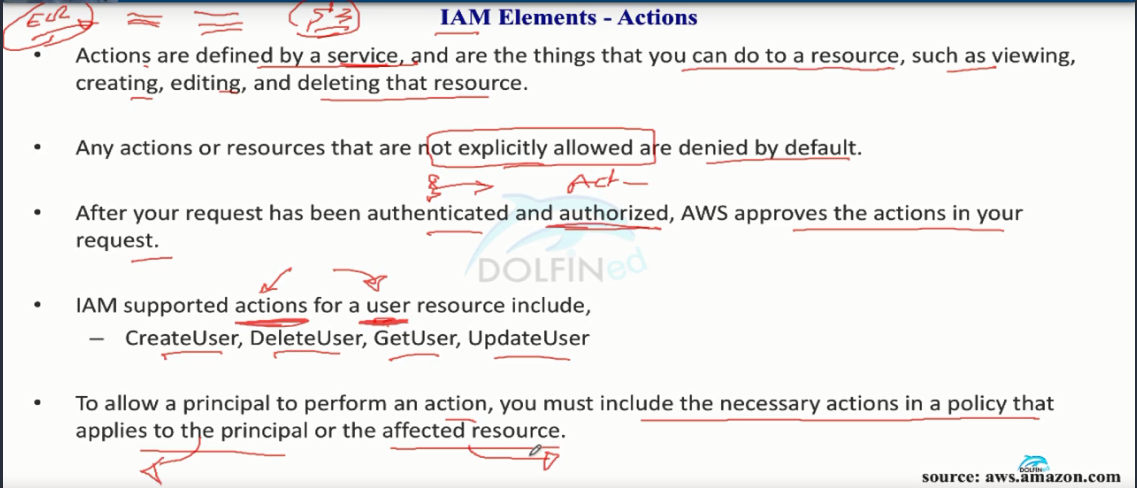 IAM Elements - Actions
• Actions are defined by a service, and are the things that you can do to a resource, such as viewing,
creating, editing, and deleting that resource.
• Any actions or resources that are not explicitly allowed are denied by default.
Act
• After your request has been authenticated and authorized, AWS approves the actions in your
request.
DOLFINed
• IAM supported actions for a user resource include,
– CreateUser, DeleteUser, GetUser, UpdateUser
• To allow a principal to perform an action, you must include the necessary actions in a policy that
applies to the principal or the affected resource.
DOLFINed
source: aws.amazon.com